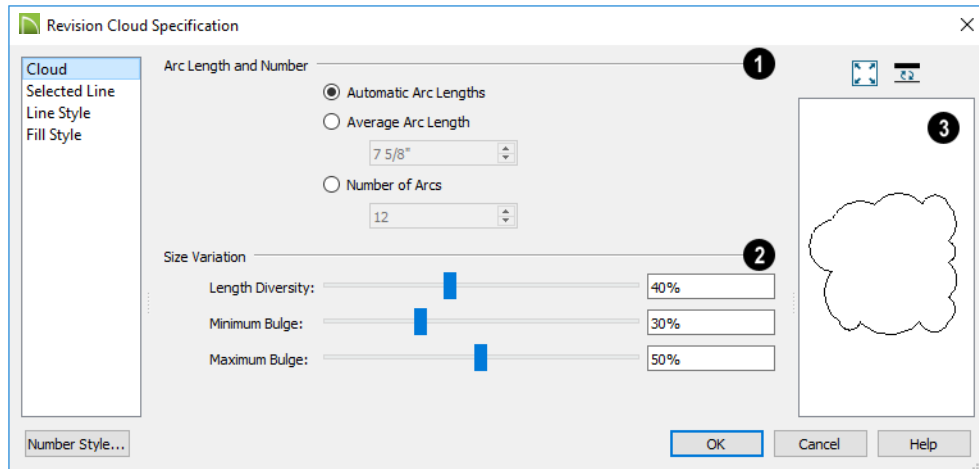 Revision Cloud Specification
Cloud
Selected Line
Line Style
Fill Style
Arc Length and Number
1
Automatic Arc Lengths
Average Arc Length
7 5/8"
Number of Arcs
12
Size Variation
2
Length Diversity:
40%
Minimum Bulge:
30%
Maximum Bulge:
50%
3
Number Style...
OK
Cancel
Help